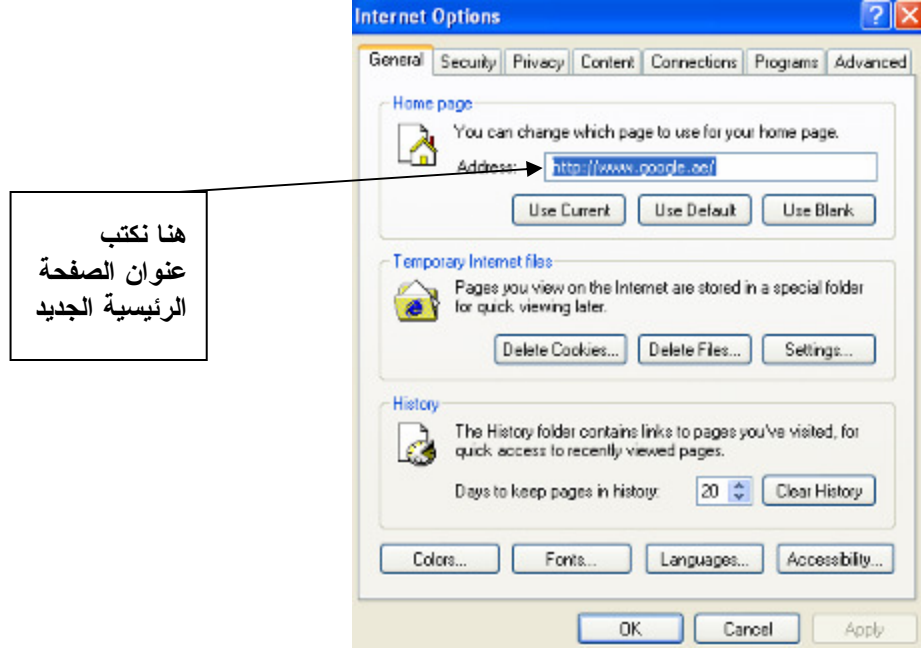 Internet Options
General Security Privacy Content Connections Programs Advanced
Home page
You can change which page to use for your home page.
Address: http://www.google.ae/
Use Current Use Default Use Blank
هنا نكتب
عنوان الصفحة
الرئيسية الجديد
Temporary Internet files
Pages you view on the Internet are stored in a special folder
for quick viewing later.
Delete Cookies... Delete Files... Settings...
History
The History folder contains links to pages you've visited, for
quick access to recently viewed pages.
Days to keep pages in history: 20 Clear History
Colors... Fonts... Languages... Accessibility...
OK Cancel Apply